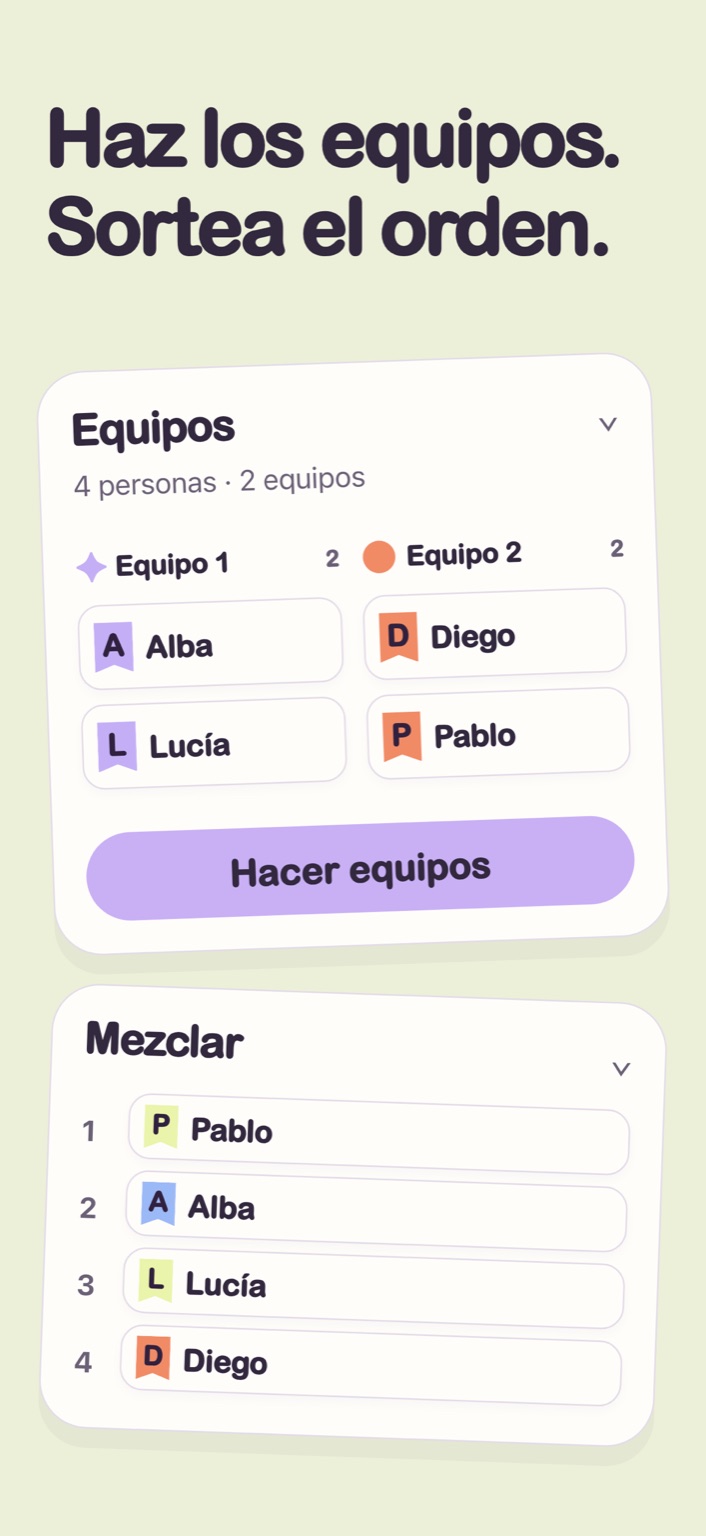 Haz los equipos.
Sortea el orden.
Equipos
4 personas · 2 equipos
Equipo 1 2
Equipo 2 2
A Alba
D Diego
L Lucía
P Pablo
Hacer equipos
Mezclar
1 P Pablo
2 A Alba
3 L Lucía
4 D Diego